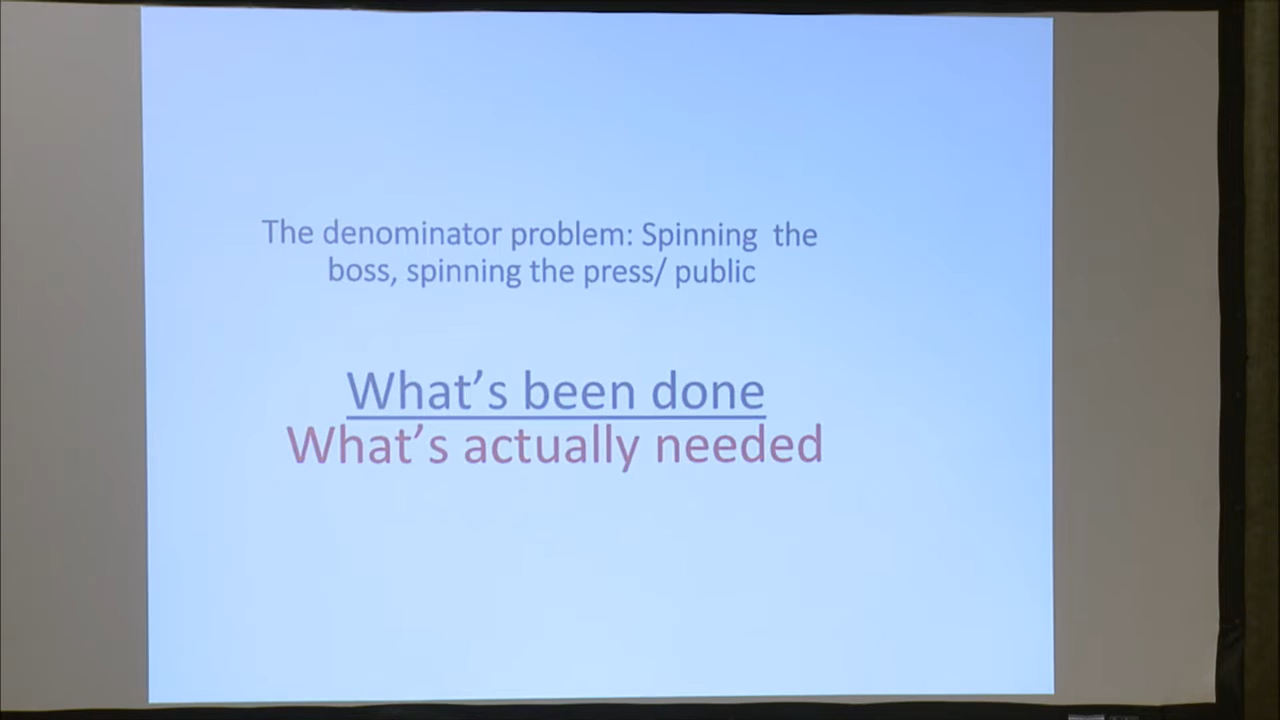 The denominator problem: Spinning  the
boss, spinning the press/ public
What's been done
What's actually needed